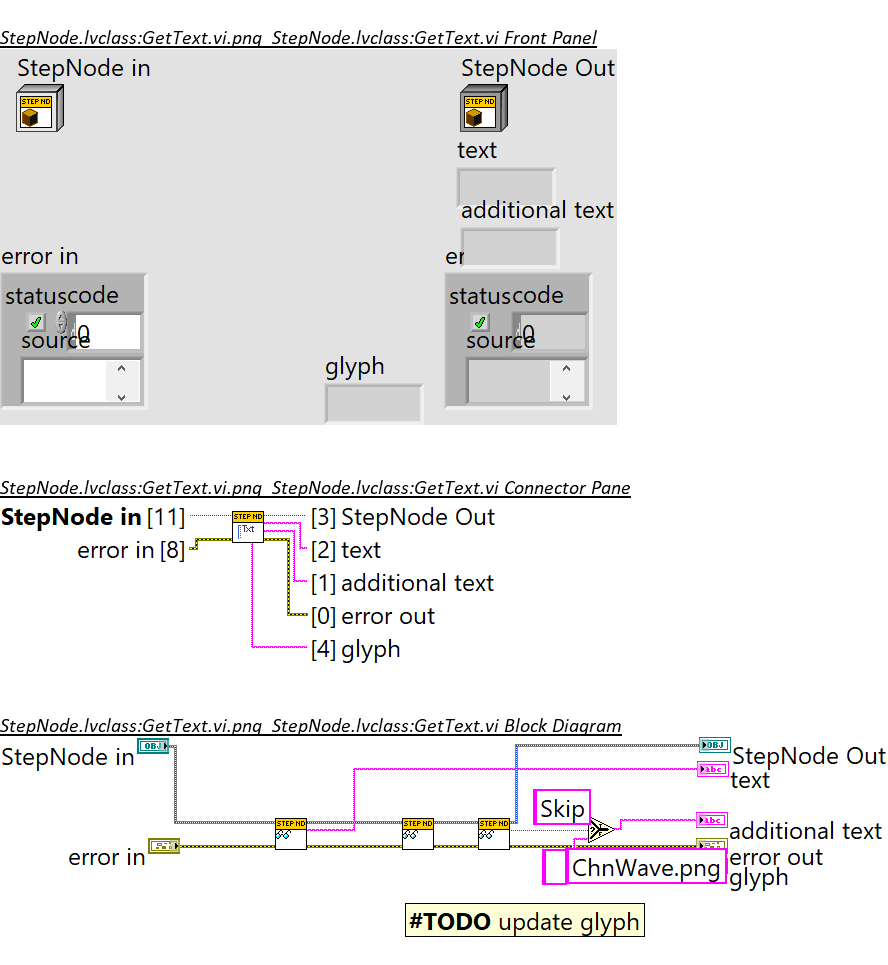 StepNode.lvclass:GetText.vi.png  StepNode.lvclass:GetText.vi Front Panel
StepNode in
StepNode Out
STEP ND
STEP ND
text
additional text
error in
er
status code
status code
0
0
source
source
glyph
StepNode.lvclass:GetText.vi.png  StepNode.lvclass:GetText.vi Connector Pane
StepNode in [11]
STEP ND
Txt
[3] StepNode Out
error in [8]
[2] text
[1] additional text
[0] error out
[4] glyph
StepNode.lvclass:GetText.vi.png  StepNode.lvclass:GetText.vi Block Diagram
OBJ
OBJ
StepNode in
StepNode Out
abc
text
Skip
STEP ND
STEP ND
STEP ND
abc
additional text
error in
error out
ChnWave.png
glyph
#TODO update glyph